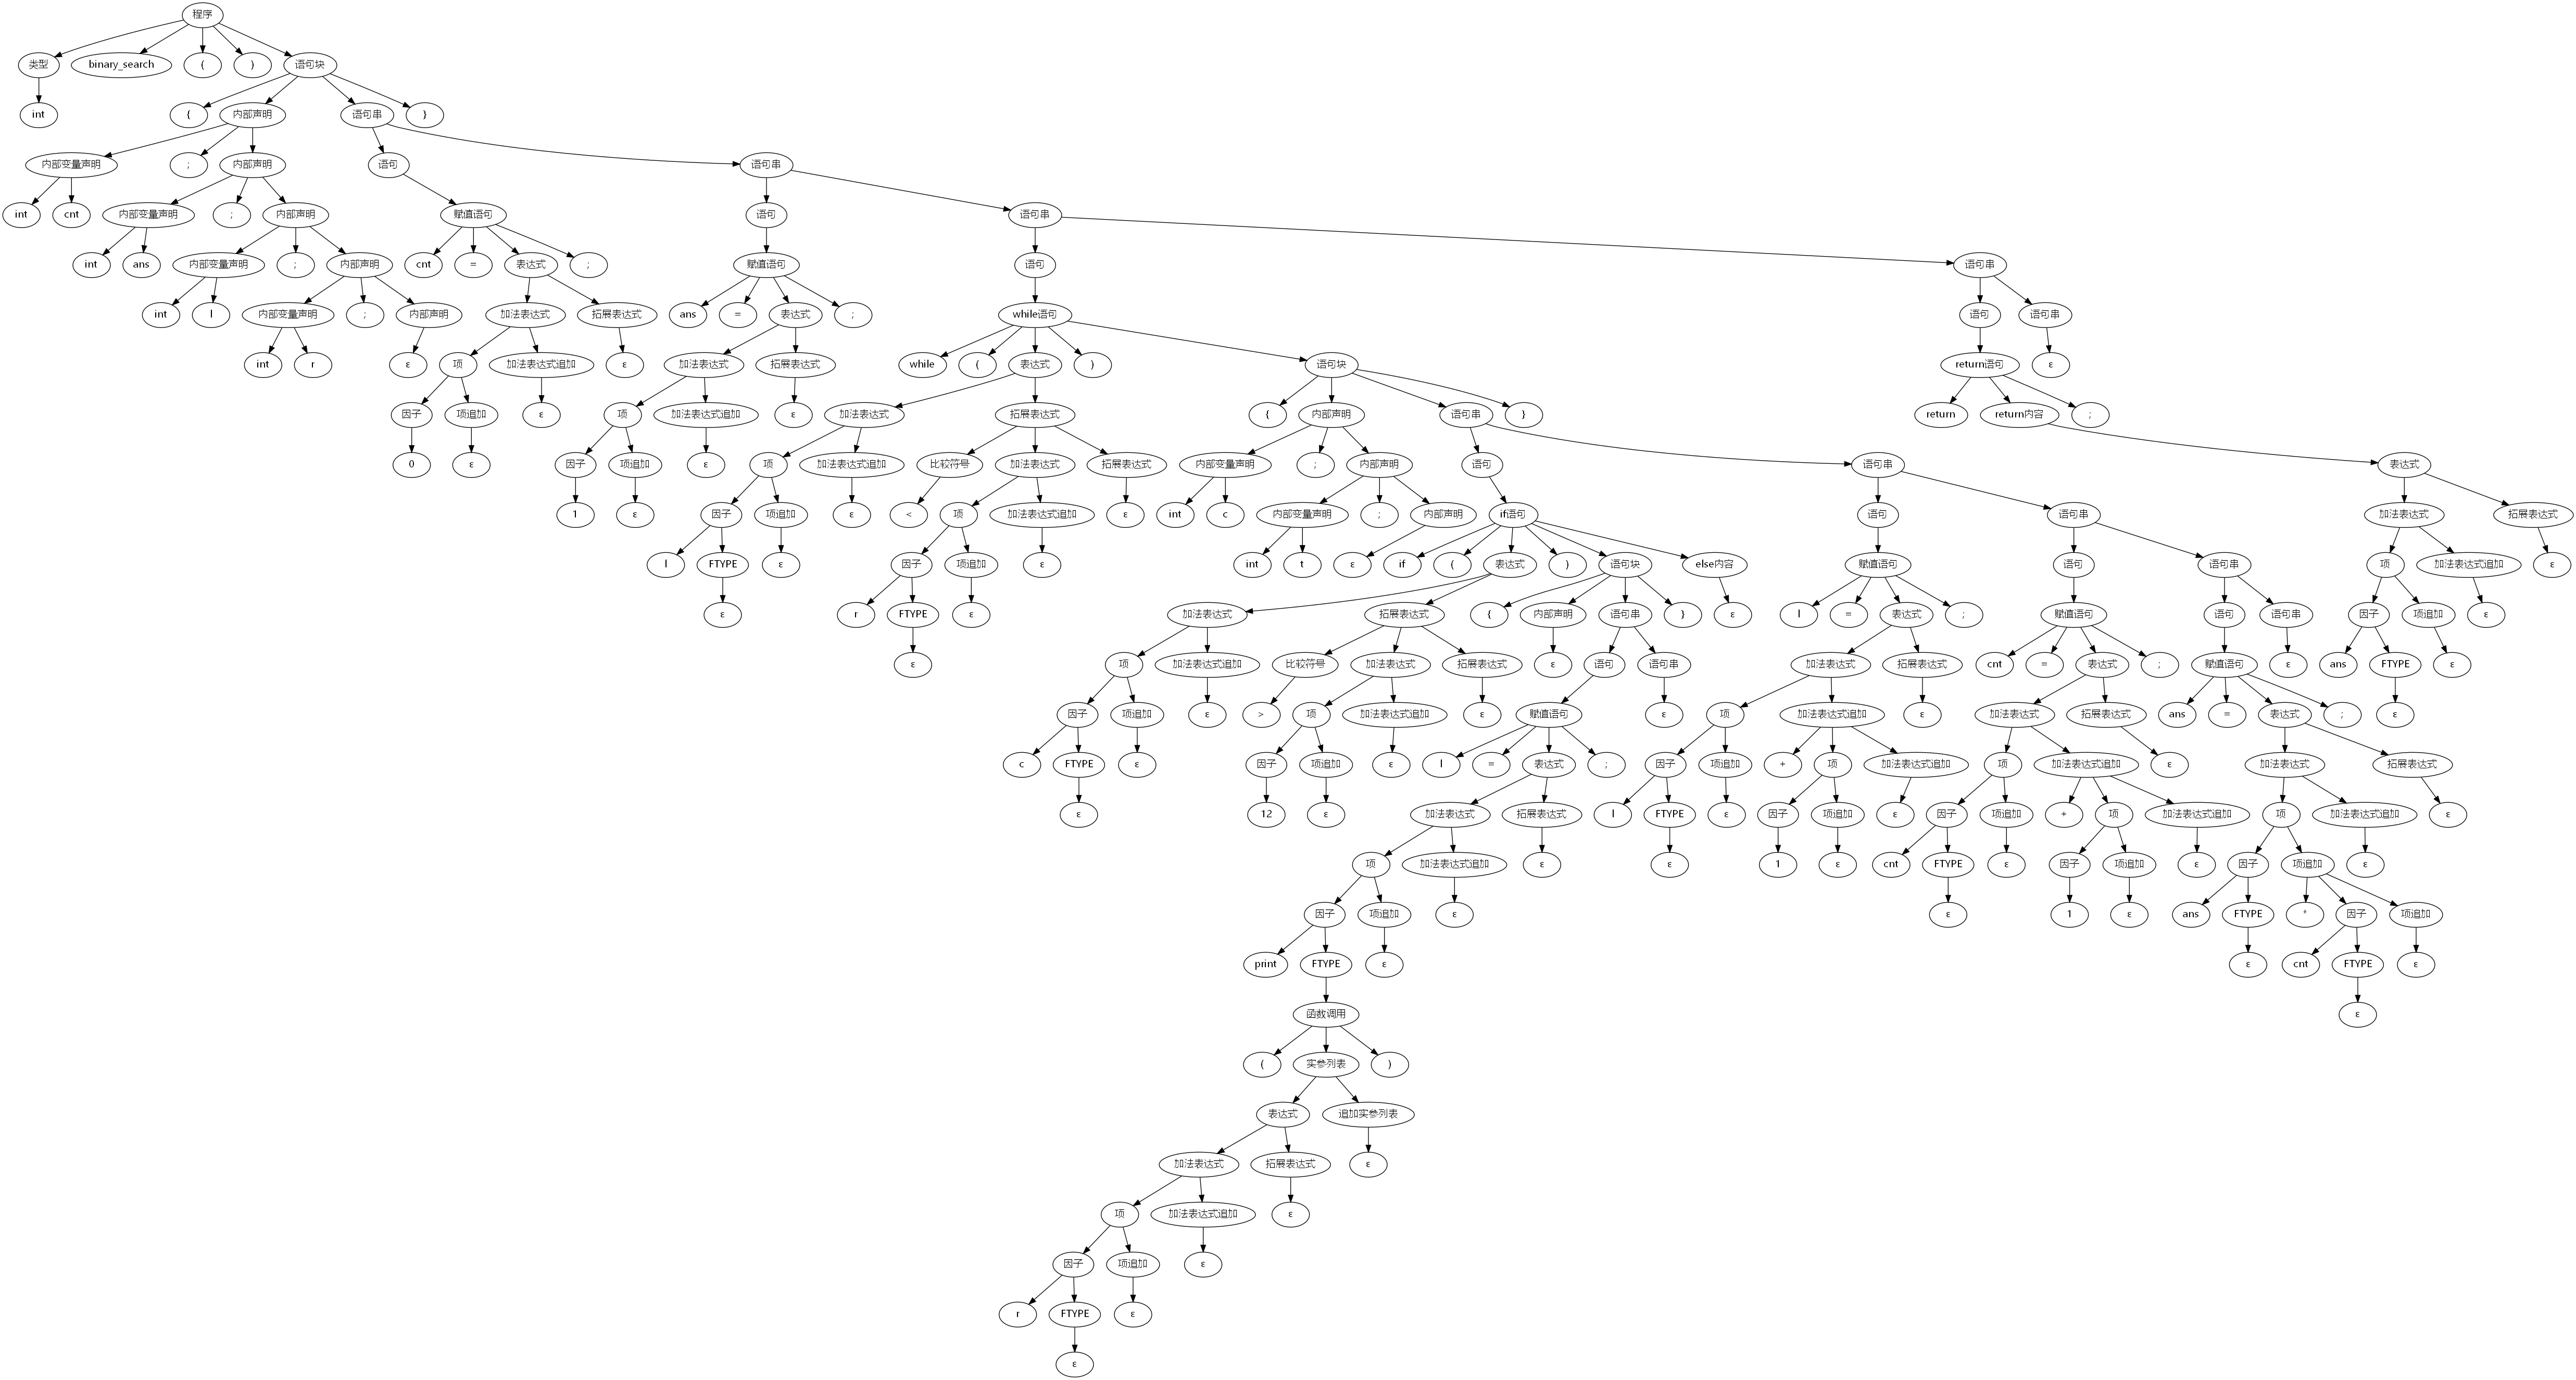 程序
类型 binary_search ( ) 语句块
int { 内部声明 语句串 }
内部变量声明 ; 内部声明 语句 语句串
int cnt 内部变量声明 ; 内部声明 赋值语句 语句 语句串
int ans 内部变量声明 ; 内部声明 cnt = 表达式 ; 赋值语句 语句 语句串
int l 内部变量声明 ; 内部声明 加法表达式 拓展表达式 ans = 表达式 ; while语句 语句 语句串
int r ε 项 加法表达式追加 ε 加法表达式 拓展表达式 while ( 表达式 ) 语句块 return语句 ε
因子 项追加 ε 项 加法表达式追加 ε 加法表达式 拓展表达式 { 内部声明 语句串 } return return内容 ;
0 ε 因子 项追加 ε 项 加法表达式追加 比较符号 加法表达式 拓展表达式 内部变量声明 ; 内部声明 语句 语句串 表达式
1 ε 因子 项追加 ε < 项 加法表达式追加 ε int c 内部变量声明 ; 内部声明 if语句 语句 语句串 加法表达式 拓展表达式
l FTYPE ε 因子 项追加 ε int t ε if ( 表达式 ) 语句块 else内容 赋值语句 语句 语句串 项 加法表达式追加 ε
ε r FTYPE ε 加法表达式 拓展表达式 { 内部声明 语句串 } ε l = 表达式 ; 赋值语句 语句 语句串 因子 项追加 ε
ε 项 加法表达式追加 比较符号 加法表达式 拓展表达式 ε 语句 语句串 加法表达式 拓展表达式 cnt = 表达式 ; 赋值语句 ε ans FTYPE ε
因子 项追加 ε > 项 加法表达式追加 ε 赋值语句 ε 项 加法表达式追加 ε 加法表达式 拓展表达式 ans = 表达式 ; ε
c FTYPE ε 因子 项追加 ε l = 表达式 ; 因子 项追加 + 项 加法表达式追加 项 加法表达式追加 ε 加法表达式 拓展表达式
ε 12 ε 加法表达式 拓展表达式 l FTYPE ε 因子 项追加 ε 因子 项追加 + 项 加法表达式追加 项 加法表达式追加 ε
项 加法表达式追加 ε ε 1 ε cnt FTYPE ε 因子 项追加 ε 因子 项追加 ε
因子 项追加 ε ε 1 ε ans FTYPE * 因子 项追加
print FTYPE ε ε cnt FTYPE ε
函数调用 ε
( 实参列表 )
表达式 追加实参列表
加法表达式 拓展表达式 ε
项 加法表达式追加 ε
因子 项追加 ε
r FTYPE ε
ε